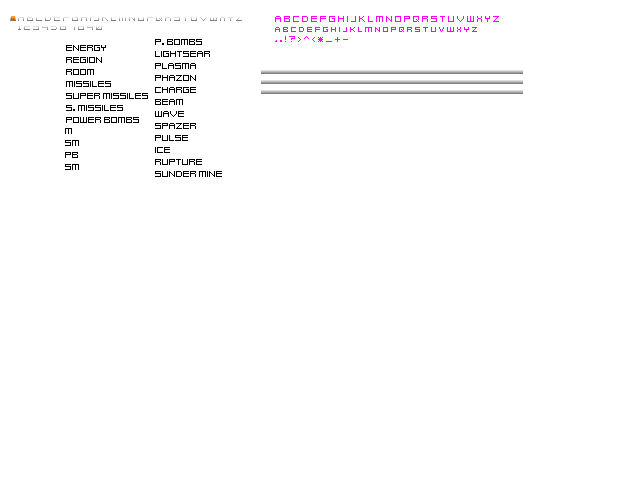 ABCDEFGHIJKLMNOPQRSTUVWXYZ
1234567890
ENERGY
REGION
ROOM
MISSILES
SUPER MISSILES
S. MISSILES
POWER BOMBS
M
SM
PB
SM
P. BOMBS
LIGHTSEAR
PLASMA
PHAZON
CHARGE
BEAM
WAVE
SPAZER
PULSE
ICE
RUPTURE
SUNDER MINE
ABCDEFGHIJKLMNOPQRSTUVWXYZ
ABCDEFGHIJKLMNOPQRSTUVWXYZ
.,!?>^<*_+-